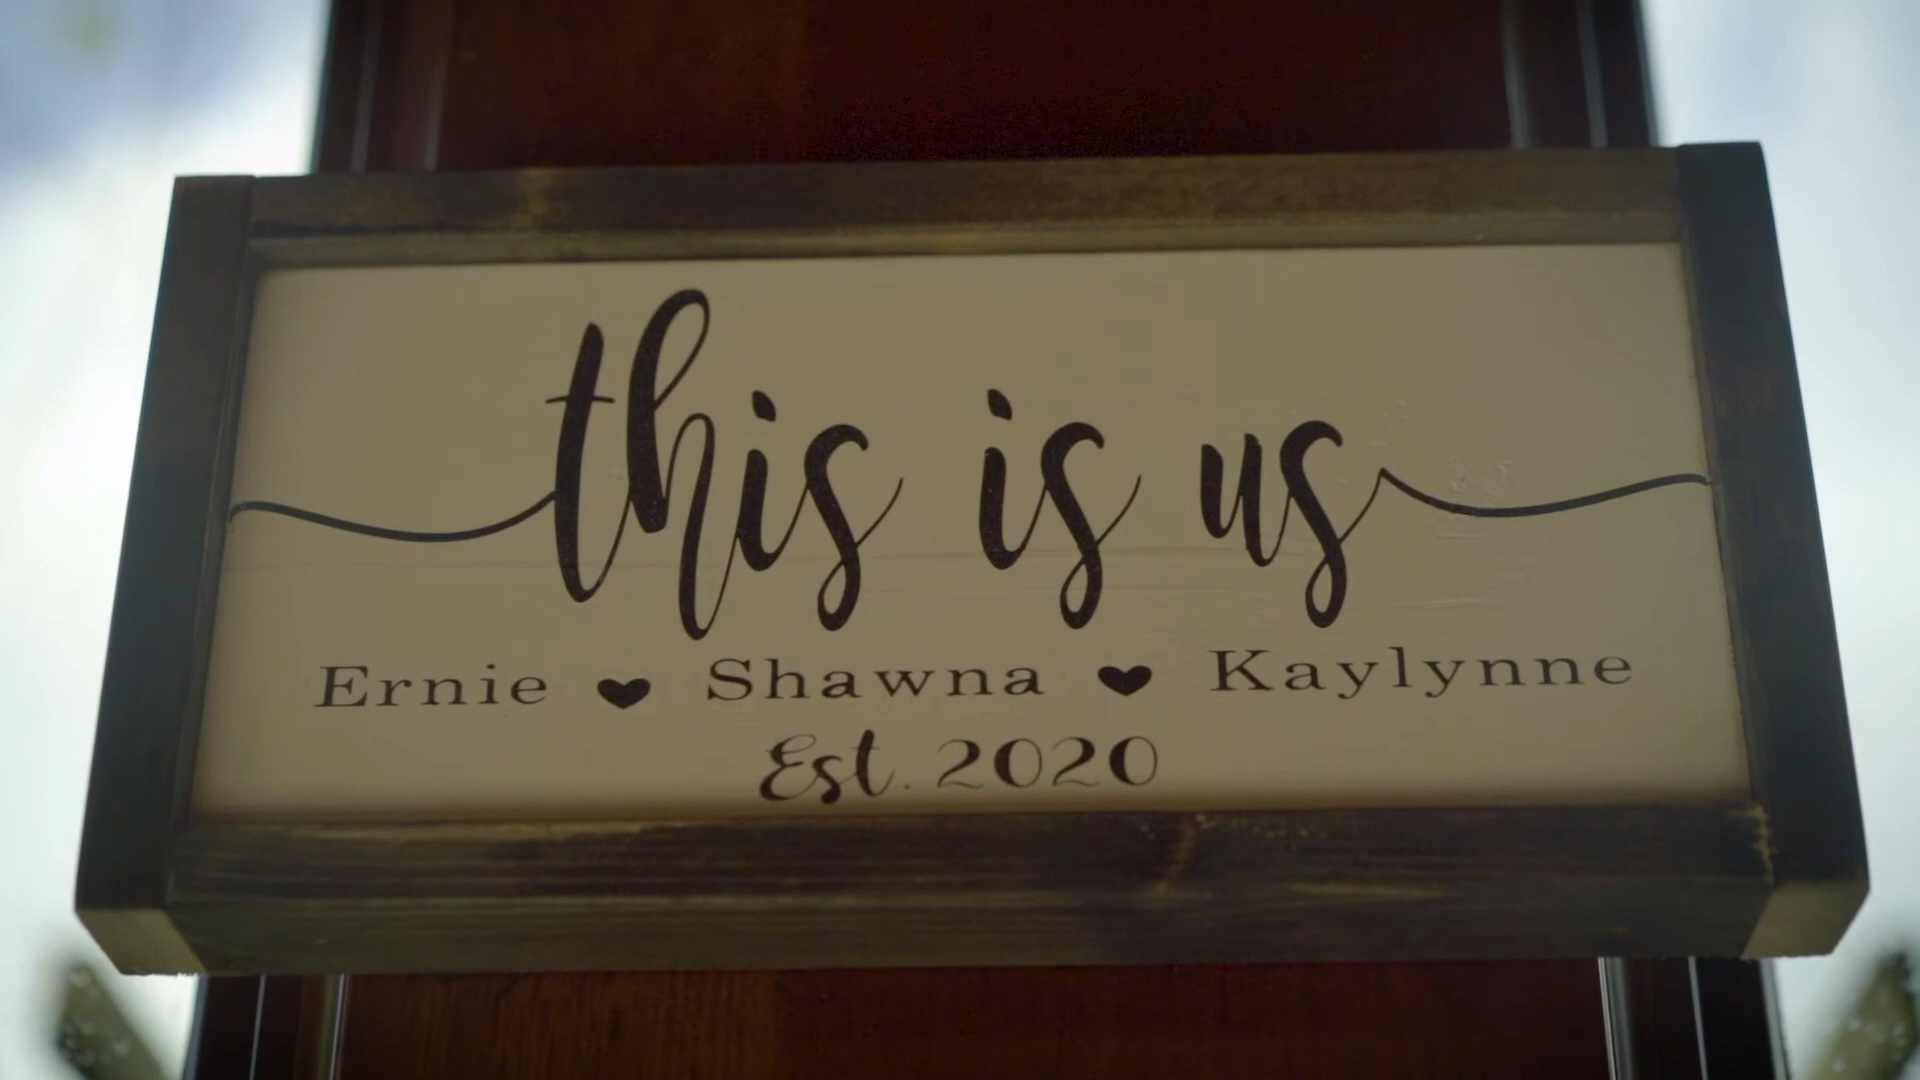 this is us
Ernie ♥ Shawna ♥ Kaylynne
Est. 2020